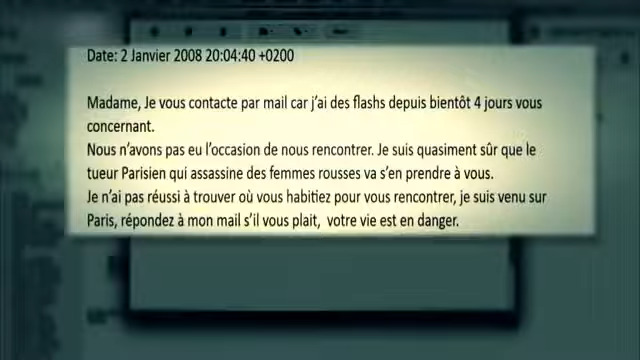 Date: 2 Janvier 2008 20:04:40 +0200
Madame, Je vous contacte par mail car j'ai des flashs depuis bientôt 4 jours vous
concernant.
Nous n'avons pas eu l'occasion de nous rencontrer. Je suis quasiment sûr que le
tueur Parisien qui assassine des femmes rousses va s'en prendre à vous.
Je n'ai pas réussi à trouver où vous habitiez pour vous rencontrer, je suis venu sur
Paris, répondez à mon mail s'il vous plait, votre vie est en danger.